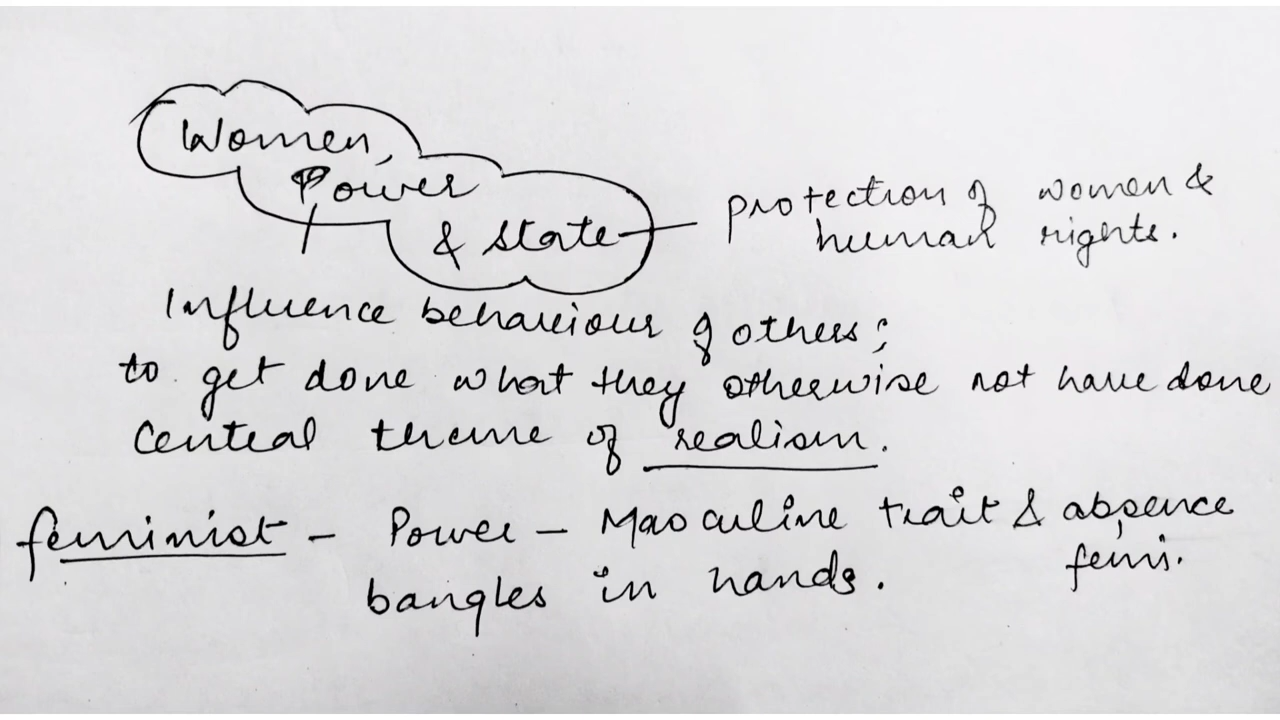 Women,
Power
& State
Protection of women &
human rights.
Influence behaviour of others;
to get done what they otherwise not have done
Central theme of realism.
feminist - Power - Masculine trait & absence
femi.
bangles in hands.